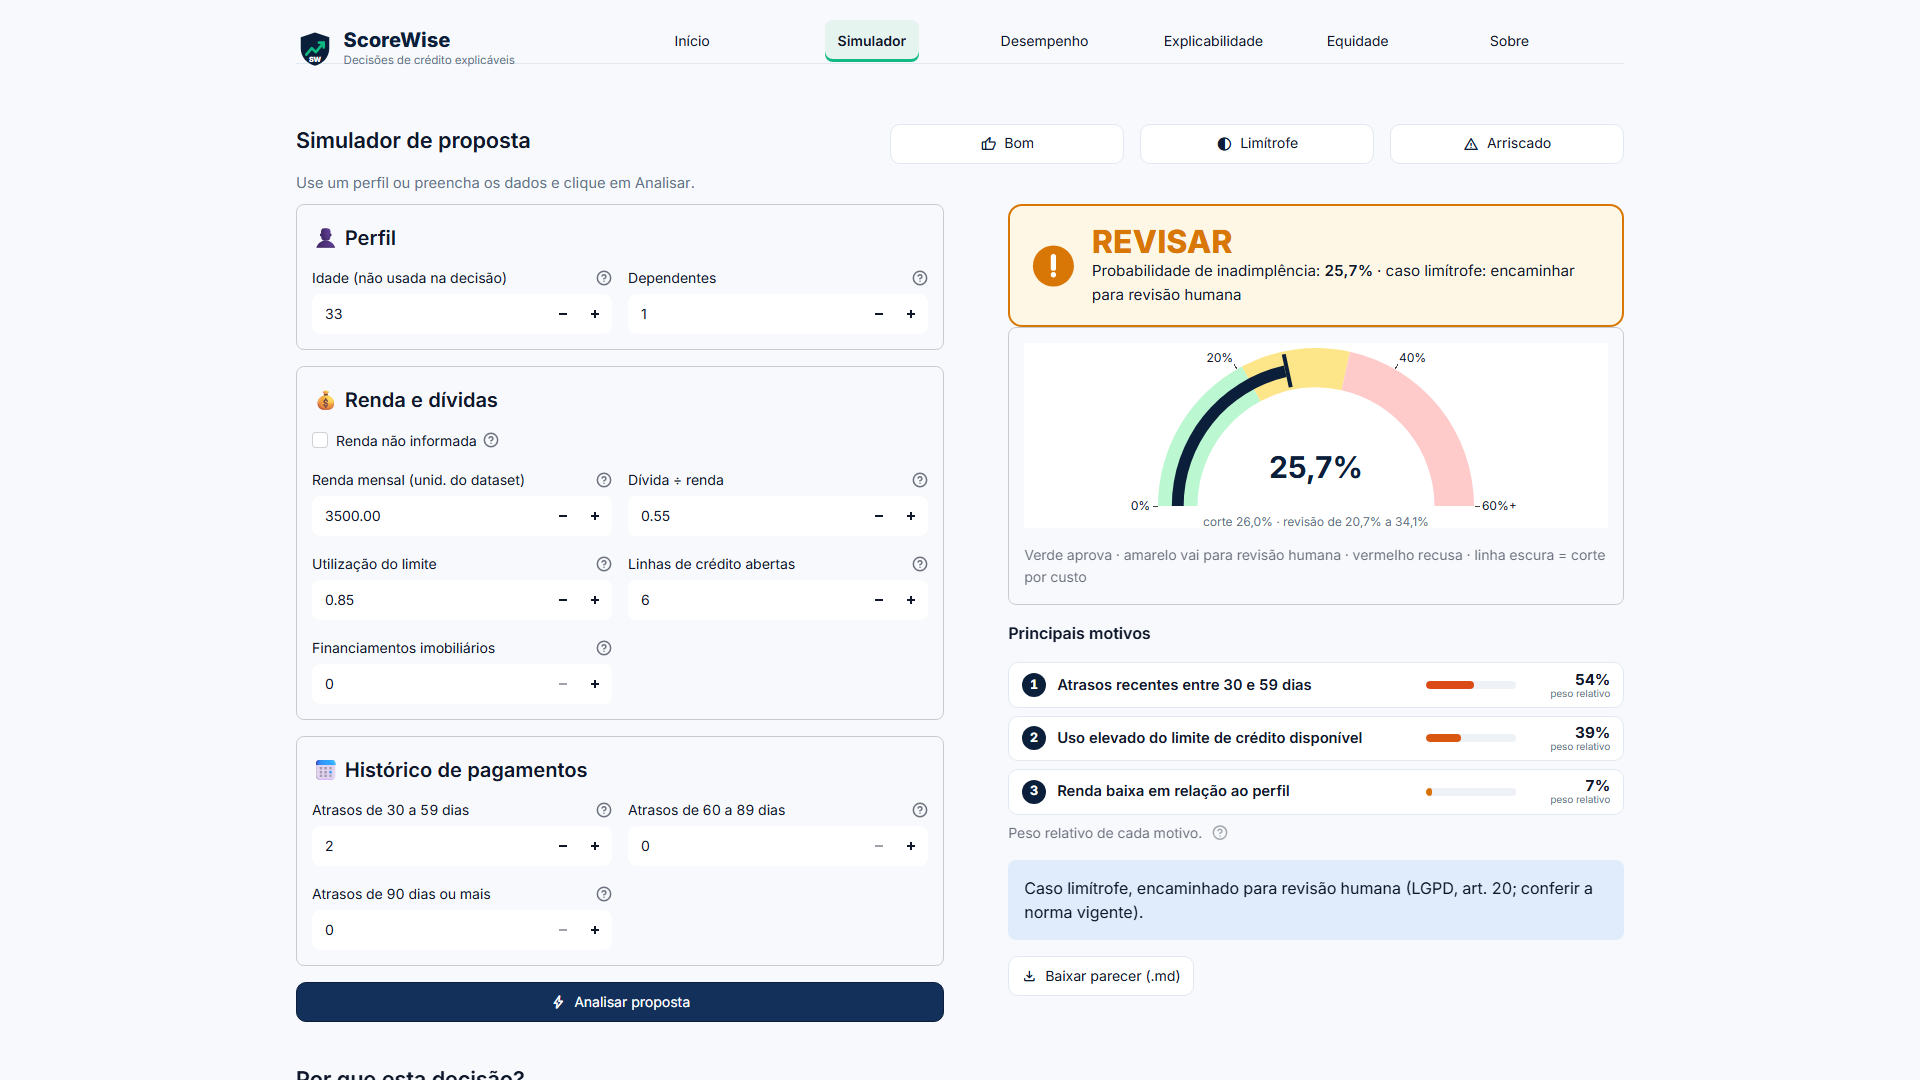 ScoreWise
Decisões de crédito explicáveis
SW
Início
Simulador
Desempenho
Explicabilidade
Equidade
Sobre
Simulador de proposta
Bom
Limítrofe
Arriscado
Use um perfil ou preencha os dados e clique em Analisar.
Perfil
Idade (não usada na decisão)
Dependentes
33
1
Renda e dívidas
Renda não informada
Renda mensal (unid. do dataset)
Dívida ÷ renda
3500.00
0.55
Utilização do limite
Linhas de crédito abertas
0.85
6
Financiamentos imobiliários
0
Histórico de pagamentos
Atrasos de 30 a 59 dias
Atrasos de 60 a 89 dias
2
0
Atrasos de 90 dias ou mais
0
Analisar proposta
REVISAR
Probabilidade de inadimplência: 25,7% · caso limítrofe: encaminhar
para revisão humana
20%
40%
25,7%
0%
60%+
corte 26,0% · revisão de 20,7% a 34,1%
Verde aprova · amarelo vai para revisão humana · vermelho recusa · linha escura = corte
por custo
Principais motivos
1 Atrasos recentes entre 30 e 59 dias 54%
peso relativo
2 Uso elevado do limite de crédito disponível 39%
peso relativo
3 Renda baixa em relação ao perfil 7%
peso relativo
Peso relativo de cada motivo.
Caso limítrofe, encaminhado para revisão humana (LGPD, art. 20; conferir a
norma vigente).
Baixar parecer (.md)
Por que esta decisão?